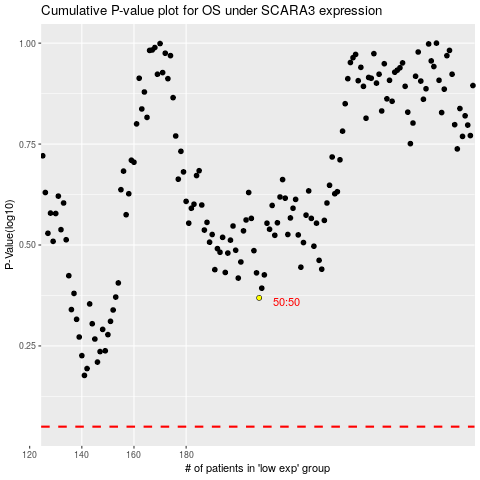 Cumulative P-value plot for OS under SCARA3 expression
P-Value(log10)
1.00
0.75
0.50
0.25
50:50
120 140 160 180
# of patients in 'low exp' group